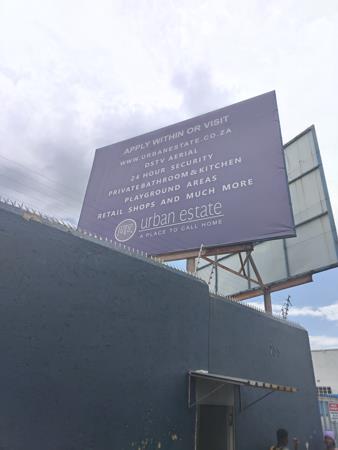 APPLY WITHIN OR VISIT
WWW.URBANESTATE.CO.ZA
DSTV AERIAL
24 HOUR SECURITY
PRIVATE BATHROOM & KITCHEN
PLAYGROUND AREAS
RETAIL SHOPS AND MUCH MORE
urban estate
A PLACE TO CALL HOME